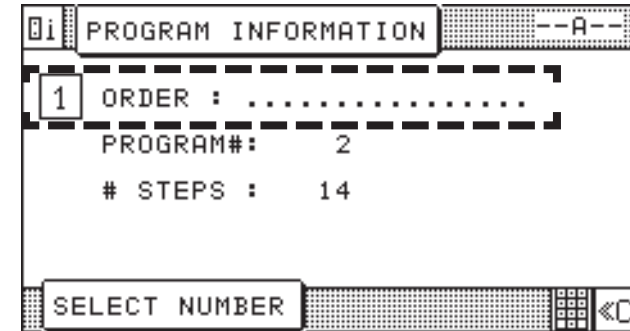 i PROGRAM INFORMATION --A--
1 ORDER : ................
PROGRAM#: 2
# STEPS : 14
SELECT NUMBER «C